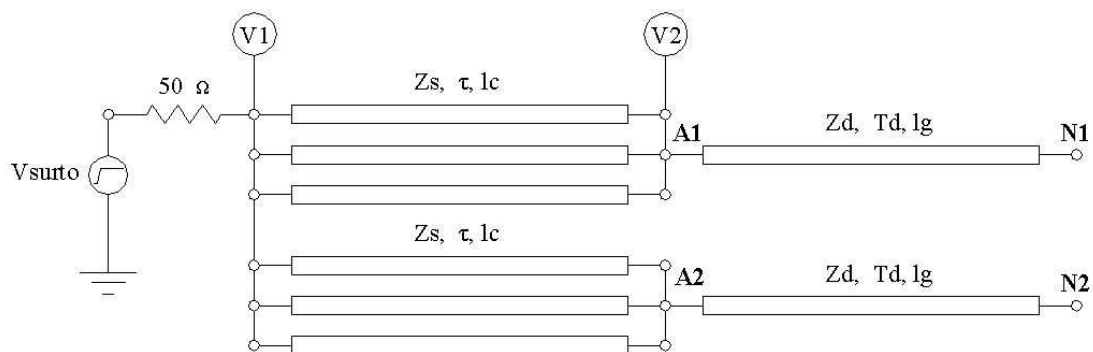 V1
V2
50 Ω
Zs, τ, lc
A1
Zd, Td, lg
N1
Vsurto
Zs, τ, lc
A2
Zd, Td, lg
N2